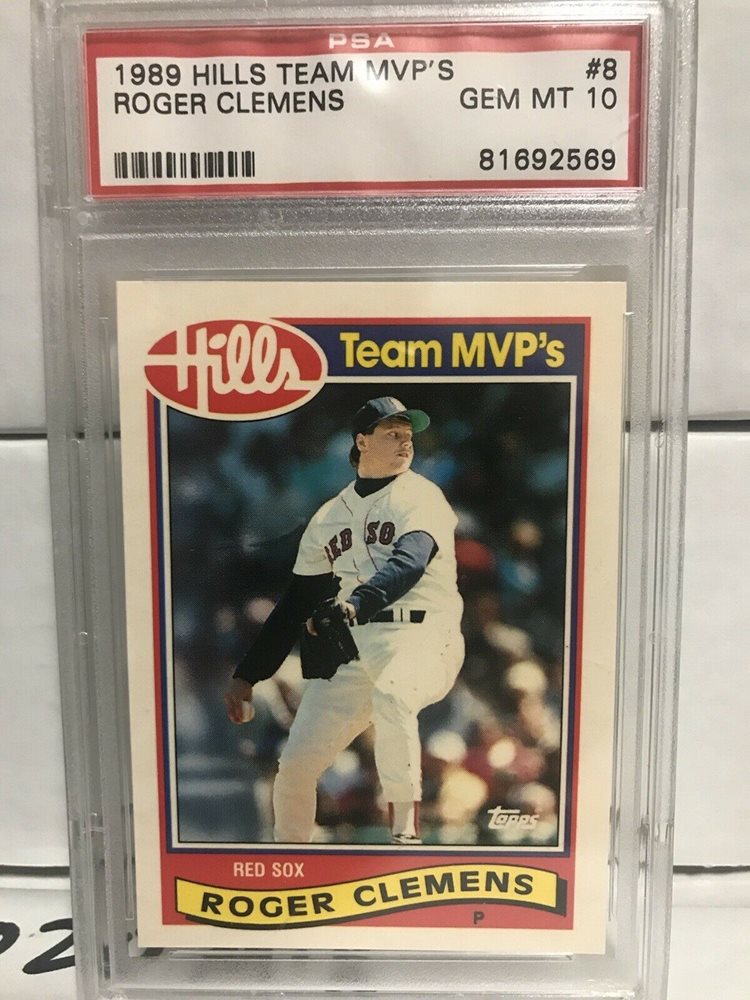 PSA
1989 HILLS TEAM MVP'S #8
ROGER CLEMENS GEM MT 10
81692569
Hills Team MVP's
RED SO
Topps
RED SOX
ROGER CLEMENS
P